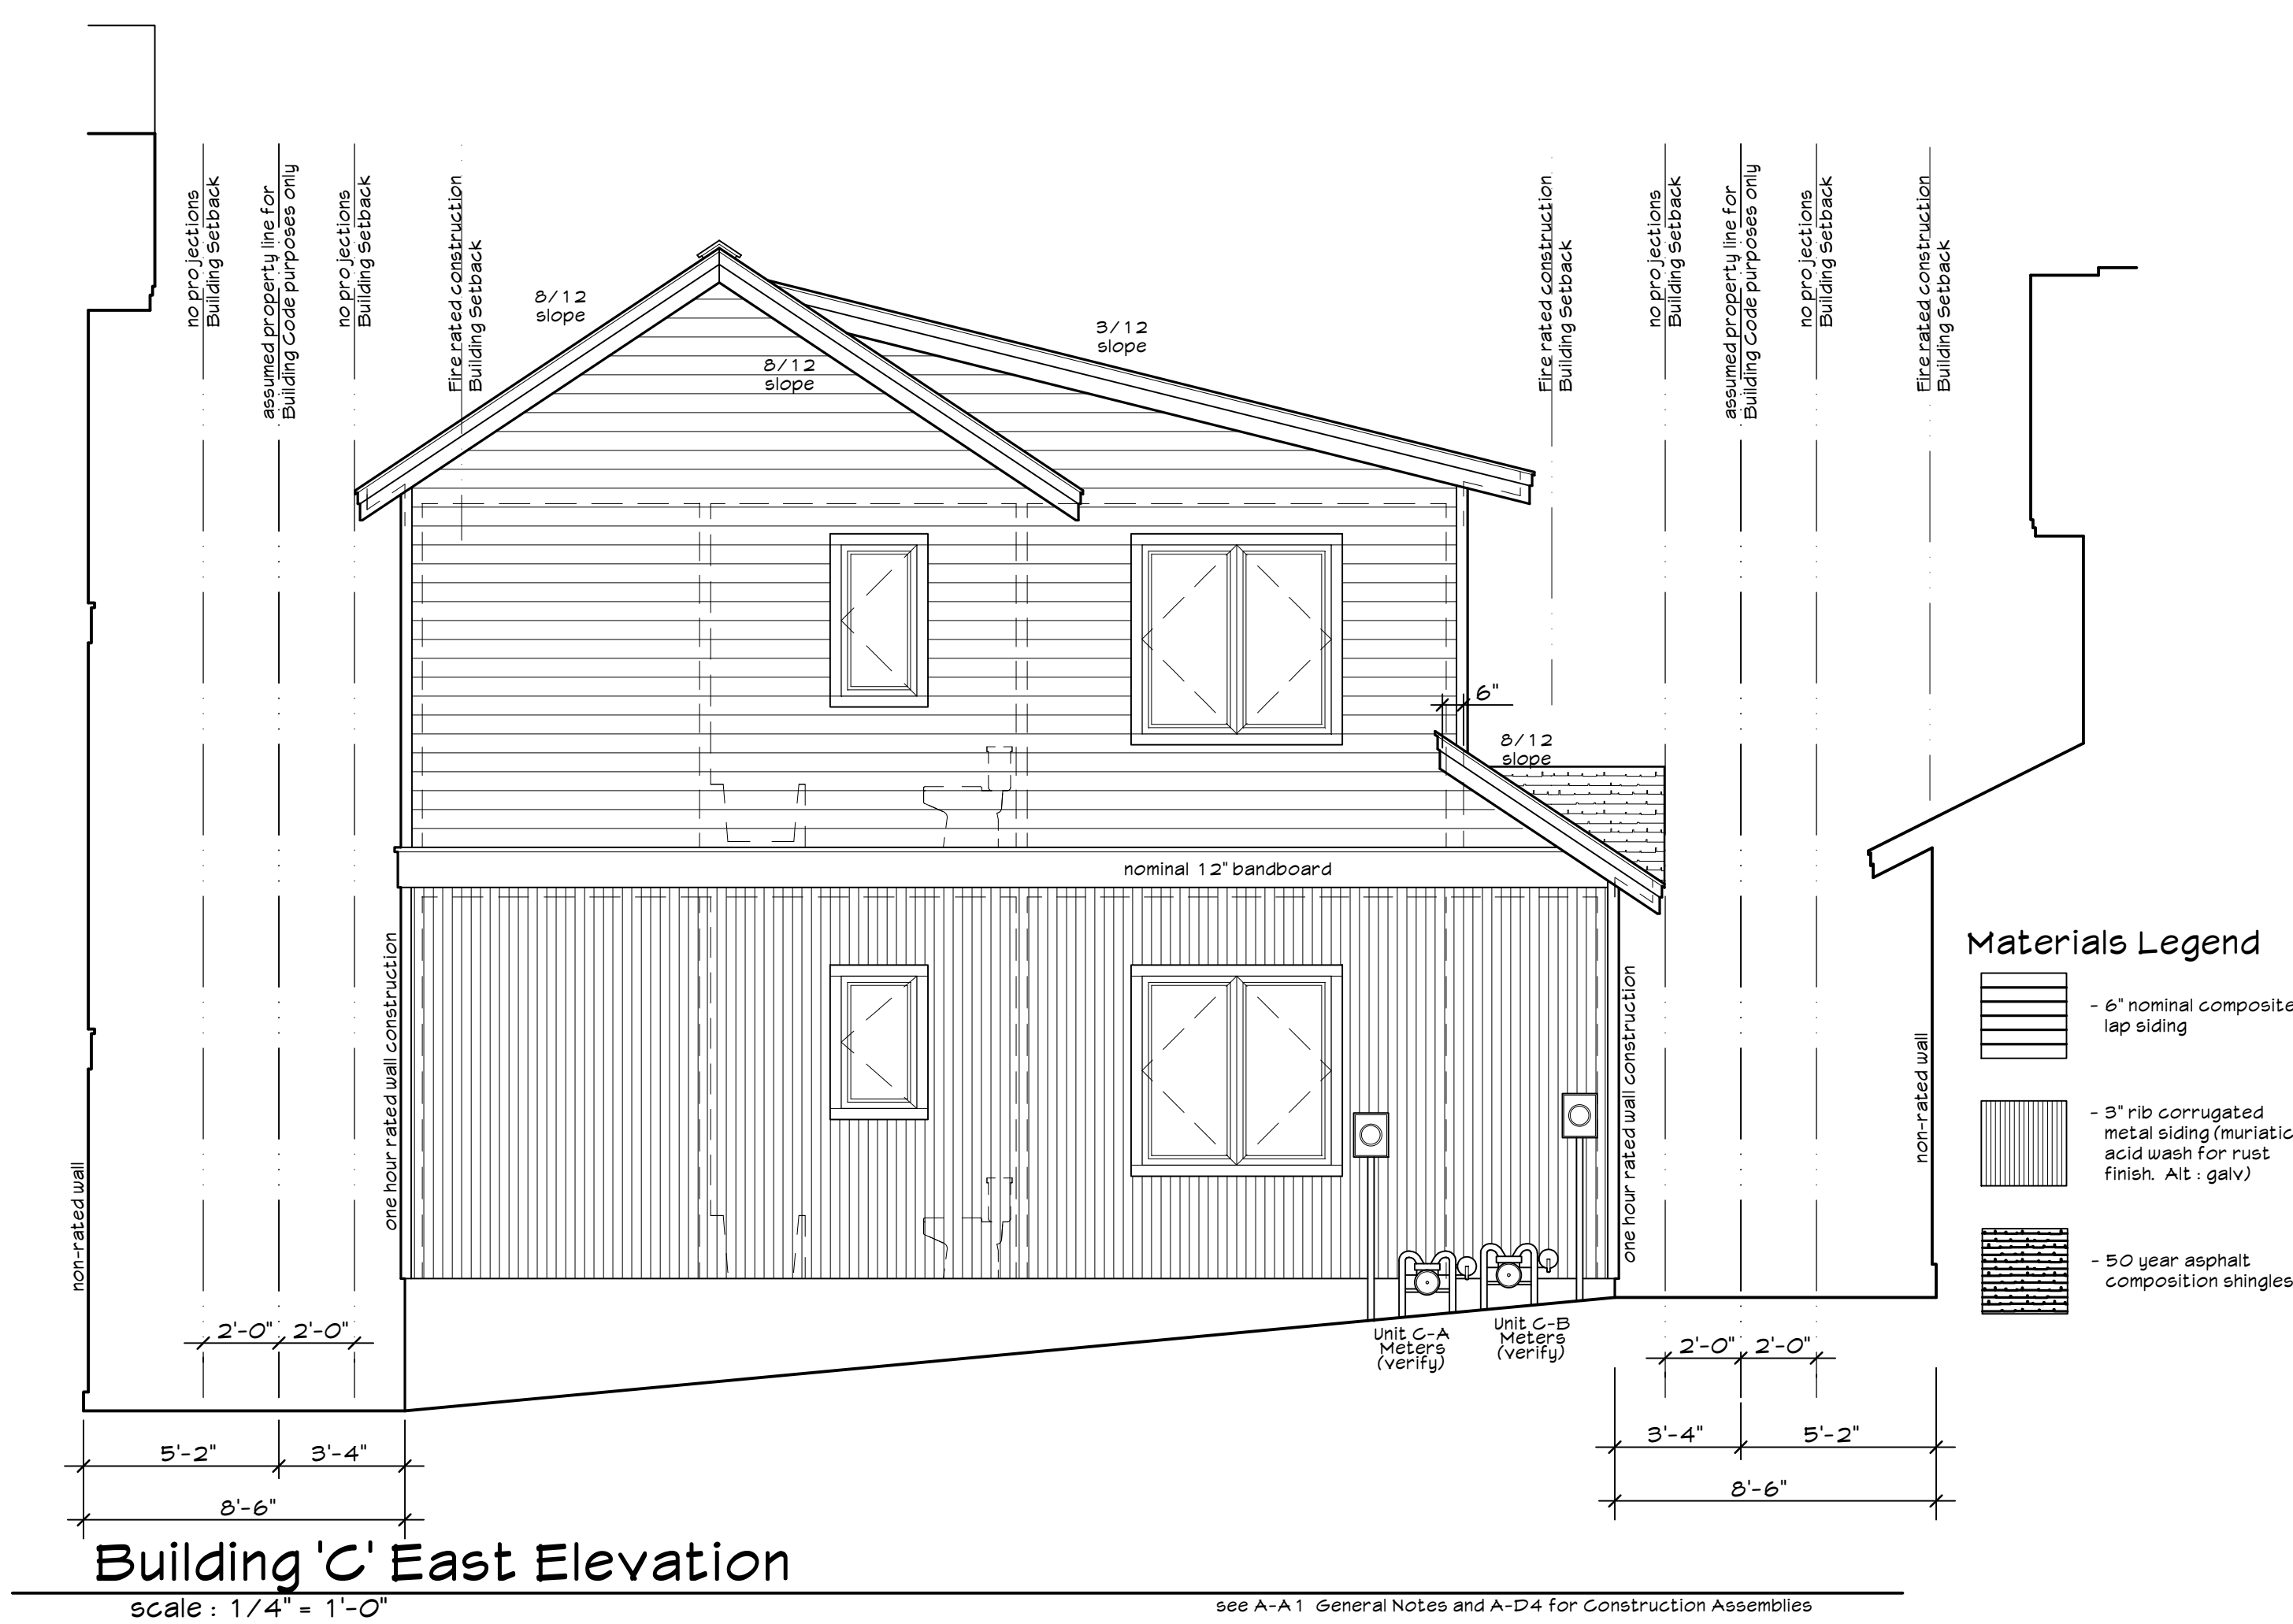 no projections
Building Setback
assumed property line for
Building Code purposes only
no projections
Building Setback
Fire rated construction
Building Setback
8/12
slope
8/12
slope
3/12
slope
Fire rated construction
Building Setback
no projections
Building Setback
assumed property line for
Building Code purposes only
no projections
Building Setback
Fire rated construction
Building Setback
6"
8/12
slope
nominal 12" bandboard
non-rated wall
one hour rated wall construction
one hour rated wall construction
non-rated wall
Materials Legend
- 6" nominal composite
lap siding
- 3" rib corrugated
metal siding (muriatic
acid wash for rust
finish. Alt : galv)
- 50 year asphalt
composition shingles
Unit C-A
Meters
(verify)
Unit C-B
Meters
(verify)
2'-0" 2'-0"
2'-0" 2'-0"
5'-2" 3'-4"
8'-6"
3'-4" 5'-2"
8'-6"
Building 'C' East Elevation
scale : 1/4" = 1'-0"
see A-A1 General Notes and A-D4 for Construction Assemblies